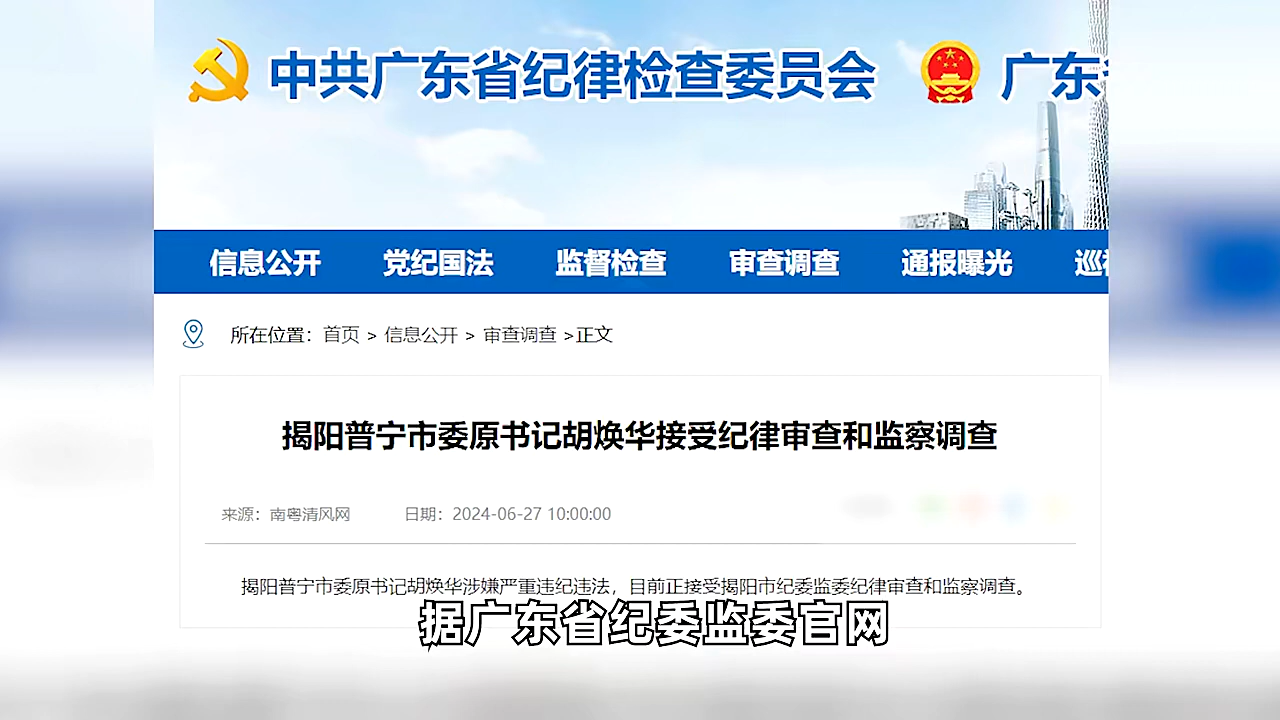 中共广东省纪律检查委员会 广东
信息公开 党纪国法 监督检查 审查调查 通报曝光 巡
所在位置：首页 > 信息公开 > 审查调查 >正文
揭阳普宁市委原书记胡焕华接受纪律审查和监察调查
来源：南粤清风网 日期：2024-06-27 10:00:00
揭阳普宁市委原书记胡焕华涉嫌严重违纪违法，目前正接受揭阳市纪委监委纪律审查和监察调查。
据广东省纪委监委官网